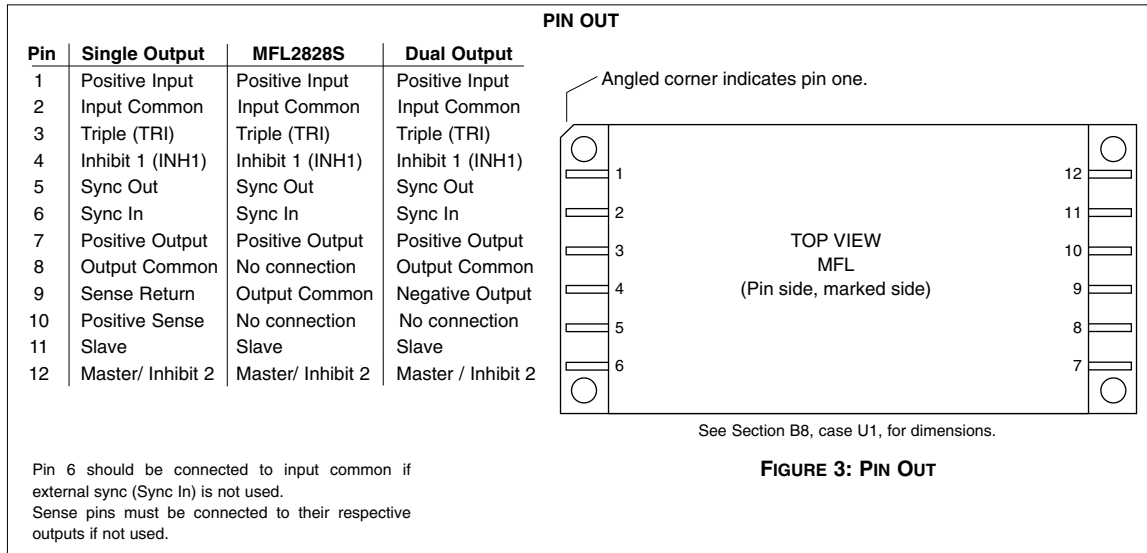 PIN OUT
Pin Single Output MFL2828S Dual Output
1 Positive Input Positive Input Positive Input
2 Input Common Input Common Input Common
3 Triple (TRI) Triple (TRI) Triple (TRI)
4 Inhibit 1 (INH1) Inhibit 1 (INH1) Inhibit 1 (INH1)
5 Sync Out Sync Out Sync Out
6 Sync In Sync In Sync In
7 Positive Output Positive Output Positive Output
8 Output Common No connection Output Common
9 Sense Return Output Common Negative Output
10 Positive Sense No connection No connection
11 Slave Slave Slave
12 Master/ Inhibit 2 Master/ Inhibit 2 Master / Inhibit 2
Pin 6 should be connected to input common if
external sync (Sync In) is not used.
Sense pins must be connected to their respective
outputs if not used.
Angled corner indicates pin one.
1 12
2 11
3 10
4 9
5 8
6 7
TOP VIEW
MFL
(Pin side, marked side)
See Section B8, case U1, for dimensions.
FIGURE 3: PIN OUT